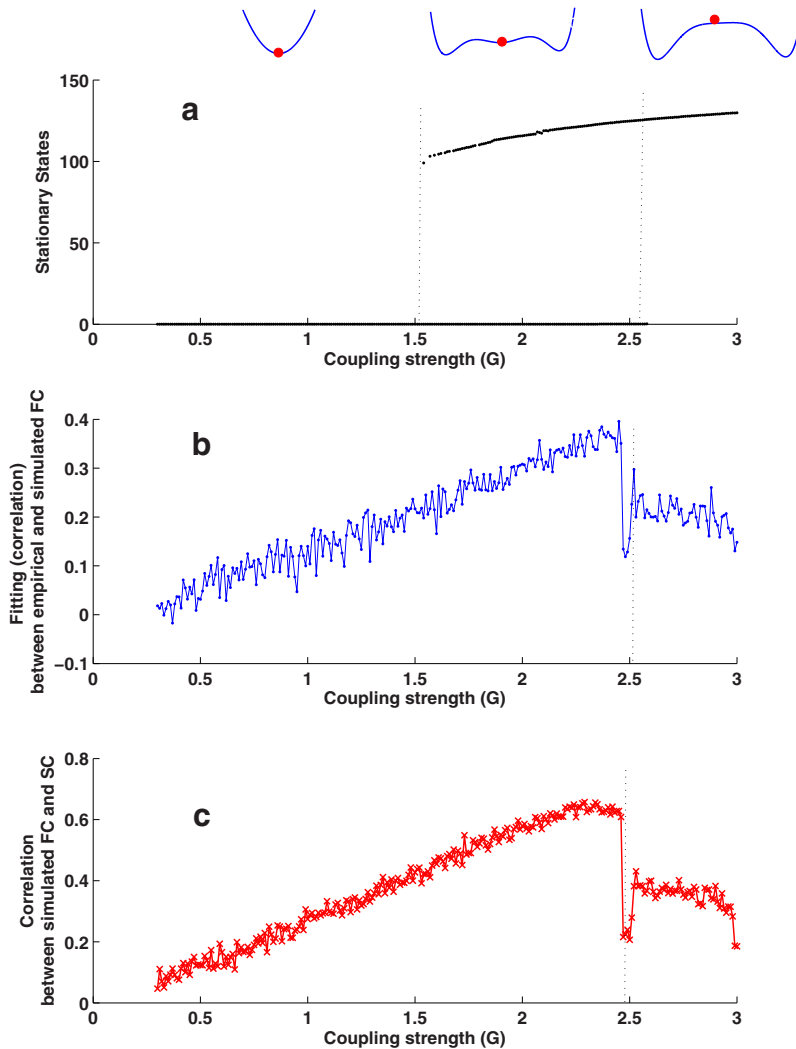 150
a
100
Stationary States
50
0
0 0.5 1 1.5 2 2.5 3
Coupling strength (G)
0.4
b
0.3
0.2
0.1
0
−0.1
Fitting (correlation)
between empirical and simulated FC
0 0.5 1 1.5 2 2.5 3
Coupling strength (G)
0.8
c
0.6
0.4
0.2
0
Correlation
between simulated FC and SC
0 0.5 1 1.5 2 2.5 3
Coupling strength (G)